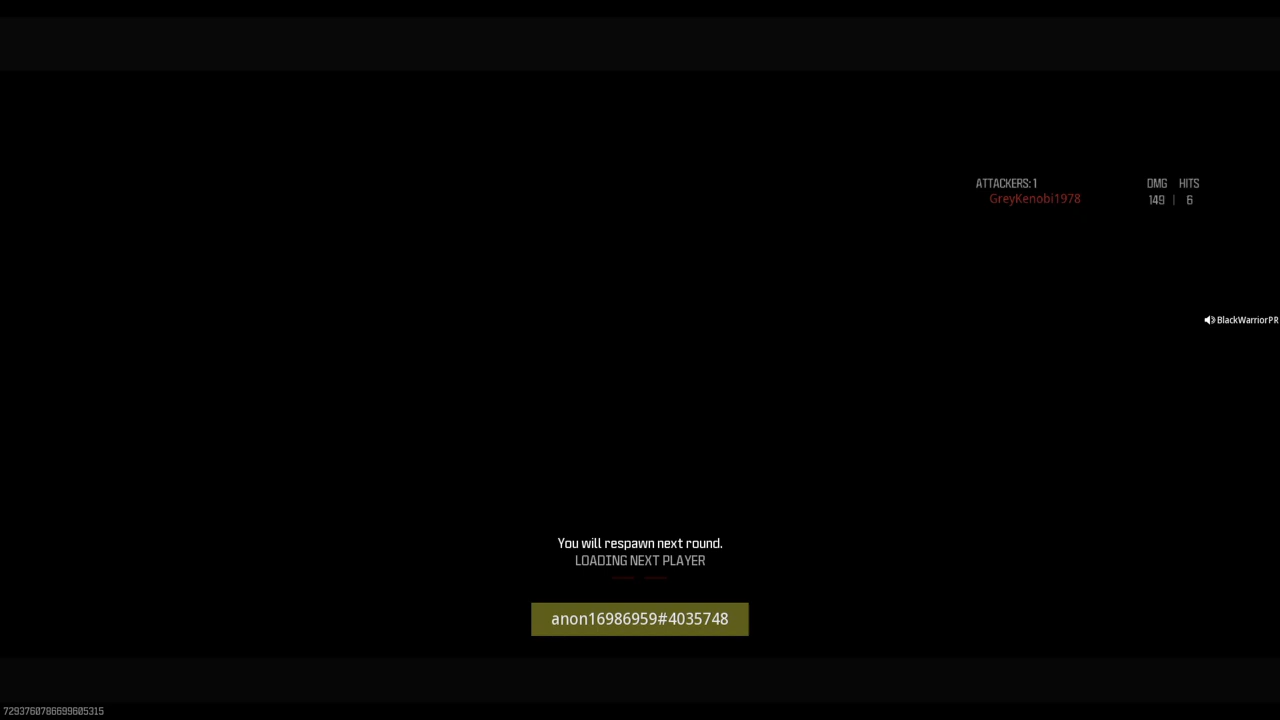 ATTACKERS: 1 DMG HITS
GreyKenobi1978 149 | 6
BlackWarriorPR
You will respawn next round.
LOADING NEXT PLAYER
anon16986959#4035748
7293760786699605315